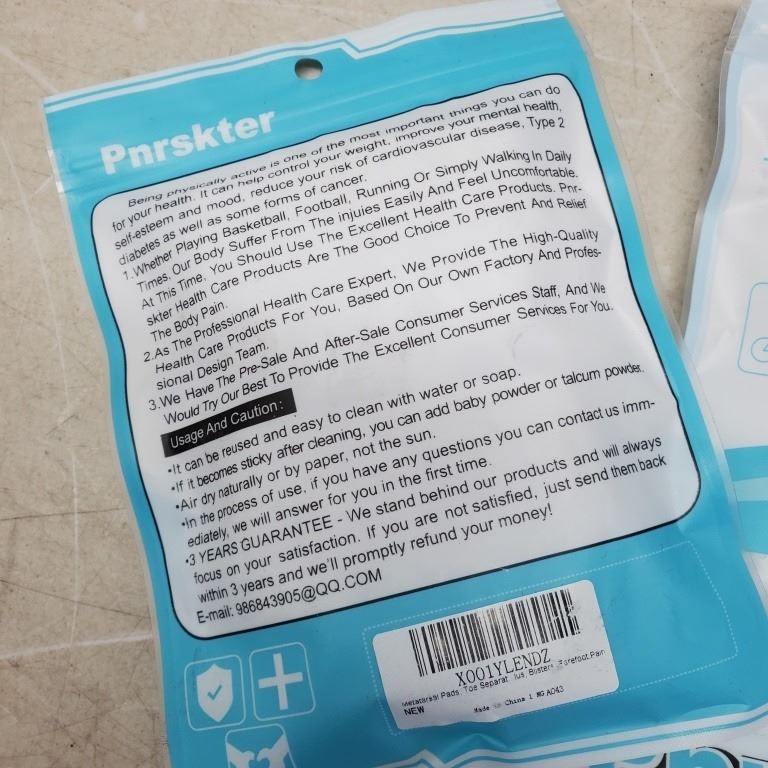 Pnrskter
Being physically active is one of the most important things you can do
for your health. It can help control your weight, improve your mental health,
self-esteem and mood, reduce your risk of cardiovascular disease, Type 2
diabetes as well as some forms of cancer.
1.Whether Playing Basketball, Football, Running Or Simply Walking In Daily
Times, Our Body Suffer From The injuies Easily And Feel Uncomfortable.
At This Time, You Should Use The Excellent Health Care Products. Pnr-
skter Health Care Products Are The Good Choice To Prevent And Relief
The Body Pain.
2.As The Professional Health Care Expert, We Provide The High-Quality
Health Care Products For You, Based On Our Own Factory And Profes-
sional Design Team.
3.We Have The Pre-Sale And After-Sale Consumer Services Staff, And We
Would Try Our Best To Provide The Excellent Consumer Services For You.
Usage And Caution:
•It can be reused and easy to clean with water or soap.
•If it becomes sticky after cleaning, you can add baby powder or talcum powder.
•Air dry naturally or by paper, not the sun.
•In the process of use, if you have any questions you can contact us imm-
ediately, we will answer for you in the first time.
•3 YEARS GUARANTEE - We stand behind our products and will always
focus on your satisfaction. If you are not satisfied, just send them back
within 3 years and we'll promptly refund your money!
E-mail: 986843905@QQ.COM
X001YLENDZ
Metatarsal Pads, Toe Separat Forefoot Pain
NEW
Made in China 1 MG A043